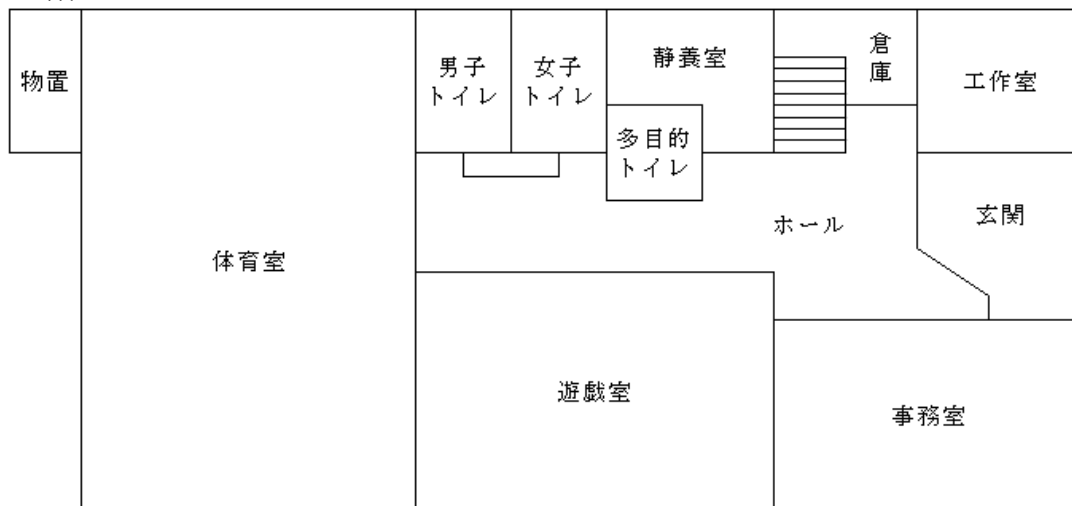 物置
男子
トイレ
女子
トイレ
静養室
倉
庫
工作室
多目的
トイレ
玄関
ホール
体育室
遊戯室
事務室